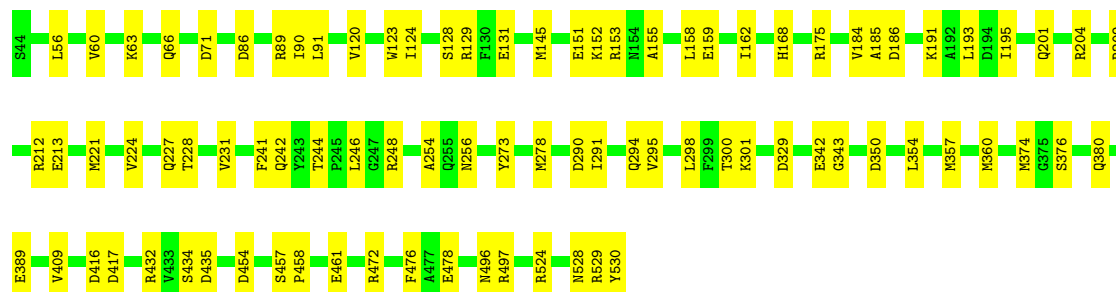 S44 L56 V60 K63 Q66 D71 D86 R89 I90 L91 V120 W123 I124 S128 R129 F130 E131 M145 E151 K152 R153 N154 A155 L158 E159 I162 H168 R175 V184 A185 D186 K191 A192 L193 D194 I195 Q201 R204
R212 E213 M221 V224 Q227 T228 V231 F241 Q242 Y243 T244 P245 L246 G247 R248 A254 Q255 N256 Y273 M278 D290 I291 Q294 V295 L298 F299 T300 K301 D329 E342 G343 D350 L354 M357 M360 M374 G375 S376 Q380
E389 V409 D416 D417 R432 V433 S434 D435 D454 S457 P458 E461 R472 F476 A477 E478 N496 R497 R524 N528 R529 Y530